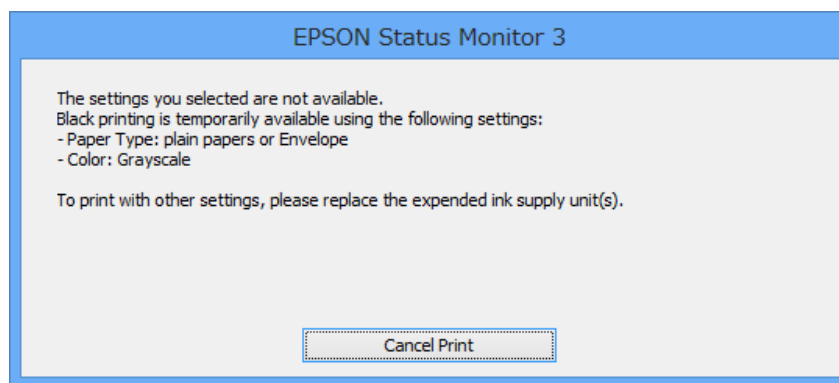 EPSON Status Monitor 3
The settings you selected are not available.
Black printing is temporarily available using the following settings:
- Paper Type: plain papers or Envelope
- Color: Grayscale
To print with other settings, please replace the expended ink supply unit(s).
Cancel Print